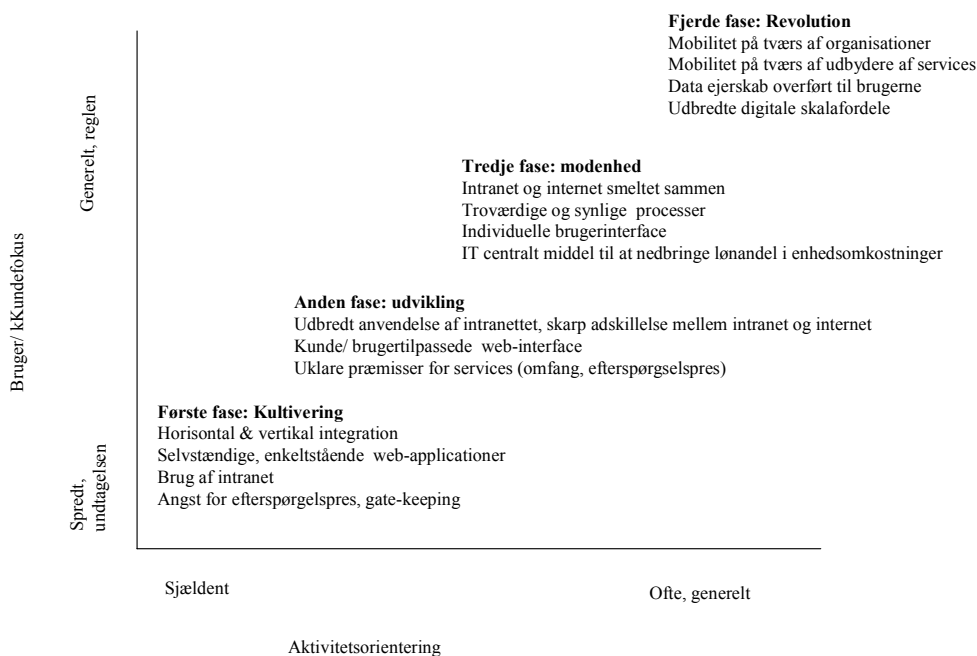 Fjerde fase: Revolution
Mobilitet på tværs af organisationer
Mobilitet på tværs af udbydere af services
Data ejerskab overført til brugerne
Udbredte digitale skalafordele
Generelt, reglen
Tredje fase: modenhed
Intranet og internet smeltet sammen
Troværdige og synlige processer
Individuelle brugerinterface
IT centralt middel til at nedbringe lønandel i enhedsomkostninger
Bruger/ kKundefokus
Anden fase: udvikling
Udbredt anvendelse af intranettet, skarp adskillelse mellem intranet og internet
Kunde/ brugertilpassede web-interface
Uklare præmisser for services (omfang, efterspørgselspres)
Første fase: Kultivering
Horisontal & vertikal integration
Selvstændige, enkeltstående web-applicationer
Brug af intranet
Angst for efterspørgelspres, gate-keeping
Spredt,
undtagelsen
Sjældent
Ofte, generelt
Aktivitetsorientering